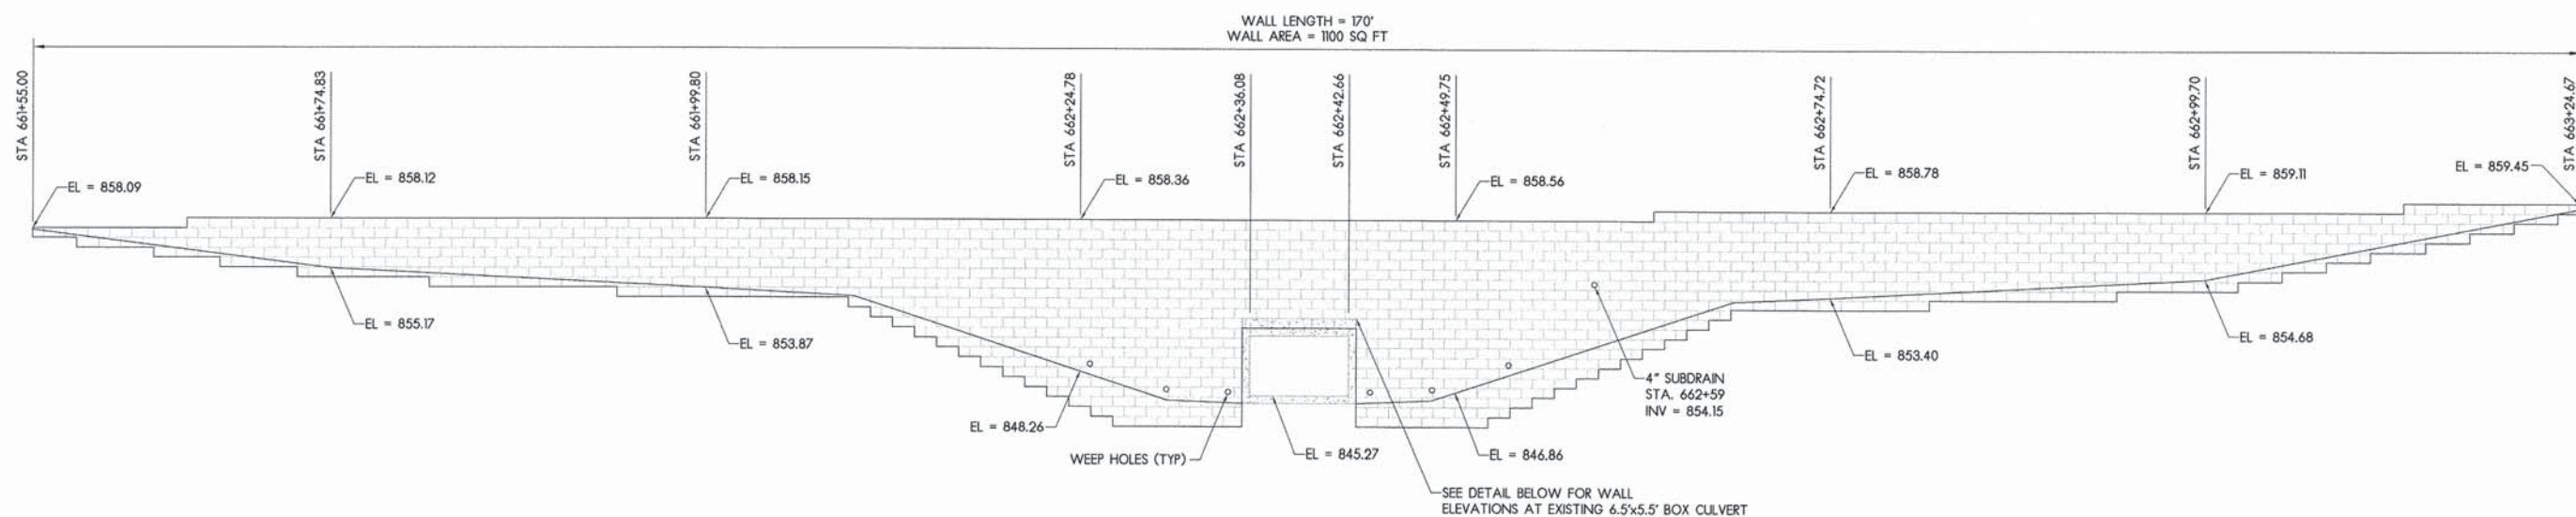 WALL LENGTH = 170'
WALL AREA = 1100 SQ FT
STA 661+55.00
STA 661+74.83
STA 661+99.80
STA 662+24.78
STA 662+36.08
STA 662+42.66
STA 662+49.75
STA 662+74.72
STA 662+99.70
STA 663+24.67
EL = 858.09
EL = 858.12
EL = 858.15
EL = 858.36
EL = 858.56
EL = 858.78
EL = 859.11
EL = 859.45
EL = 855.17
EL = 853.87
EL = 848.26
WEEP HOLES (TYP)
EL = 845.27
EL = 846.86
4" SUBDRAIN
STA. 662+59
INV = 854.15
EL = 853.40
EL = 854.68
SEE DETAIL BELOW FOR WALL
ELEVATIONS AT EXISTING 6.5'x5.5' BOX CULVERT